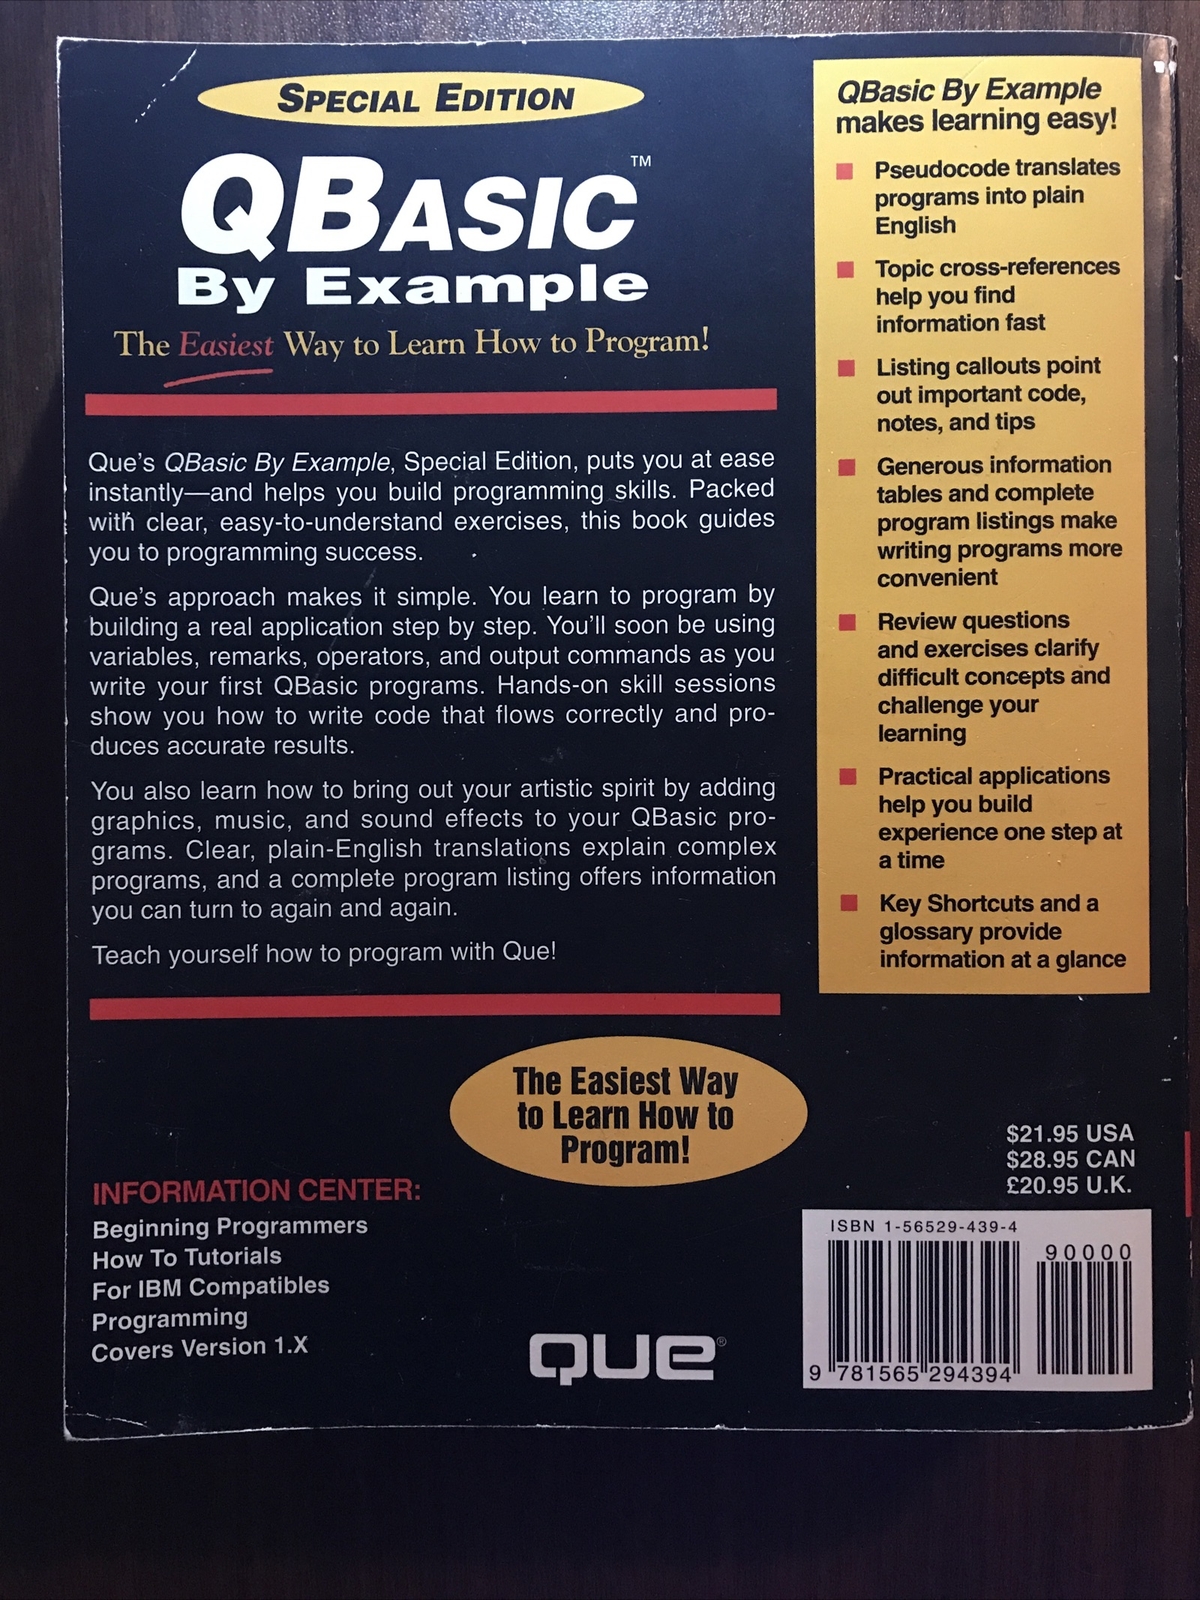 SPECIAL EDITION
QBASIC™
By Example
The Easiest Way to Learn How to Program!
Que's QBasic By Example, Special Edition, puts you at ease
instantly—and helps you build programming skills. Packed
with clear, easy-to-understand exercises, this book guides
you to programming success.
Que's approach makes it simple. You learn to program by
building a real application step by step. You'll soon be using
variables, remarks, operators, and output commands as you
write your first QBasic programs. Hands-on skill sessions
show you how to write code that flows correctly and pro-
duces accurate results.
You also learn how to bring out your artistic spirit by adding
graphics, music, and sound effects to your QBasic pro-
grams. Clear, plain-English translations explain complex
programs, and a complete program listing offers information
you can turn to again and again.
Teach yourself how to program with Que!
QBasic By Example
makes learning easy!
Pseudocode translates
programs into plain
English
Topic cross-references
help you find
information fast
Listing callouts point
out important code,
notes, and tips
Generous information
tables and complete
program listings make
writing programs more
convenient
Review questions
and exercises clarify
difficult concepts and
challenge your
learning
Practical applications
help you build
experience one step at
a time
Key Shortcuts and a
glossary provide
information at a glance
The Easiest Way
to Learn How to
Program!
INFORMATION CENTER:
Beginning Programmers
How To Tutorials
For IBM Compatibles
Programming
Covers Version 1.X
QUE®
$21.95 USA
$28.95 CAN
£20.95 U.K.
ISBN 1-56529-439-4
90000
9 781565 294394